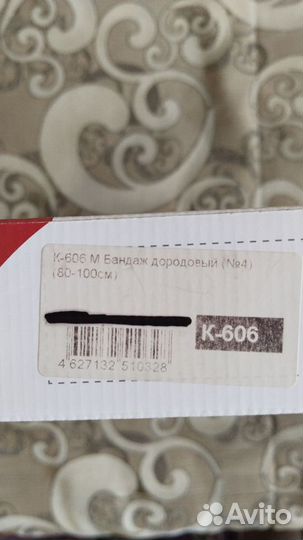 К-606 М Бандаж дородовый (№4)
(80-100см)
К-606
4 627132 510328
Avito